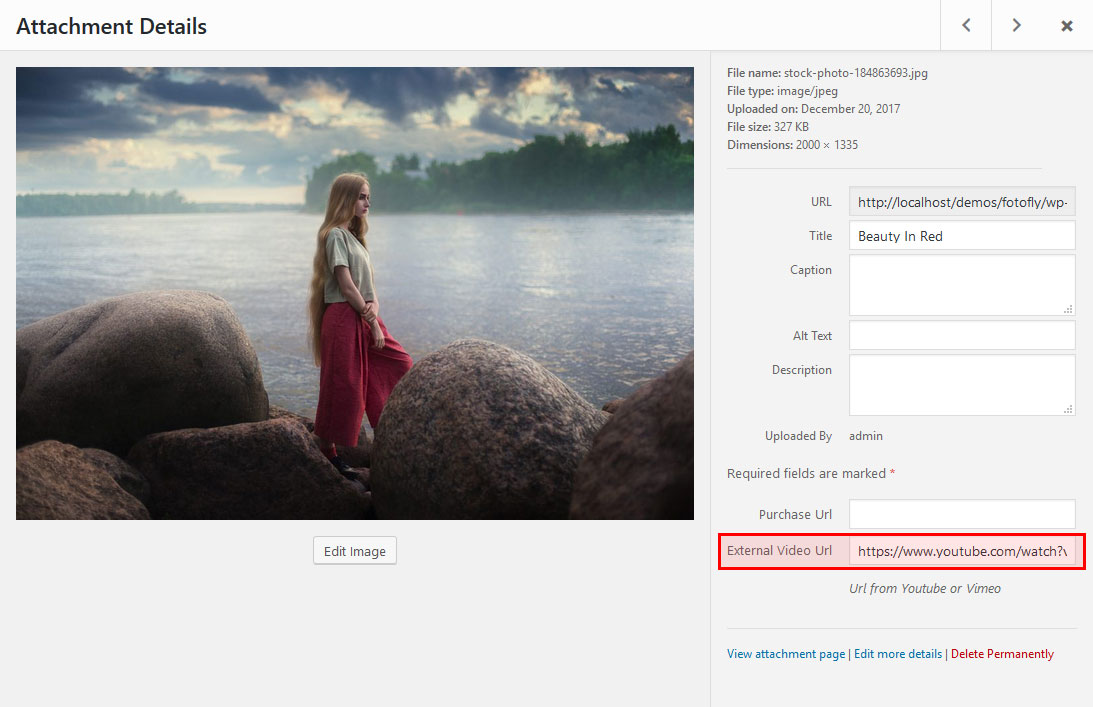 Attachment Details
File name: stock-photo-184863693.jpg
File type: image/jpeg
Uploaded on: December 20, 2017
File size: 327 KB
Dimensions: 2000 × 1335
URL http://localhost/demos/fotofly/wp-
Title Beauty In Red
Caption
Alt Text
Description
Uploaded By admin
Required fields are marked *
Purchase Url
External Video Url https://www.youtube.com/watch?v
Url from Youtube or Vimeo
View attachment page | Edit more details | Delete Permanently
Edit Image